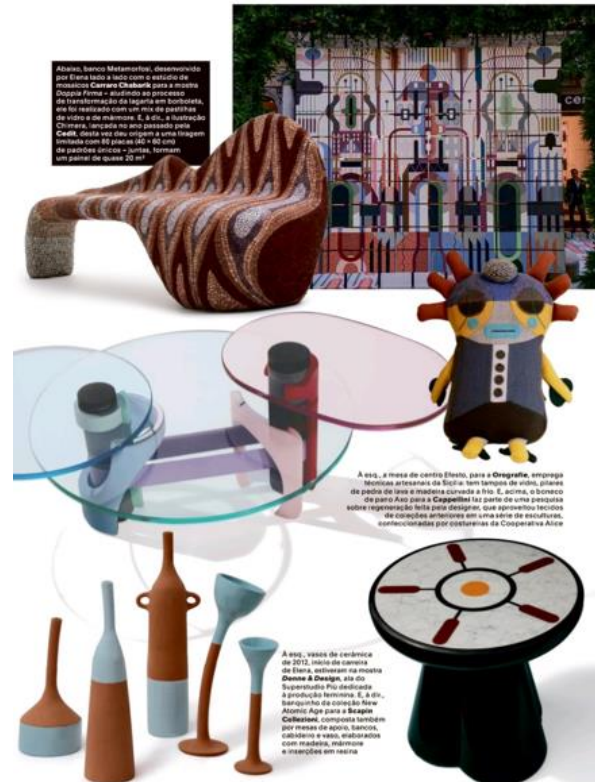 Abaixo, banco Metamorfosi, desenvolvido
por Elena lado a lado com o estúdio de
mosaicos Carraro Chabarik para a mostra
Doppia Firma – aludindo ao processo
de transformação da lagarta em borboleta,
ele foi realizado com um mix de pastilhas
de vidro e de mármore. E, à dir., a ilustração
Chimera, lançada no ano passado pela
Cedit, desta vez deu origem a uma tiragem
limitada com 80 placas (40 × 60 cm)
de padrões únicos – juntas, formam
um painel de quase 20 m²
À esq., a mesa de centro Efesto, para a Orografie, emprega
técnicas artesanais da Sicília: tem tampos de vidro, pilares
de pedra de lava e madeira curvada a frio. E, acima, o boneco
de pano Axo para a Cappellini faz parte de uma pesquisa
sobre regeneração feita pela designer, que aproveitou tecidos
de coleções anteriores em uma série de esculturas,
confeccionadas por costureiras da Cooperativa Alice
À esq., vasos de cerâmica
de 2012, início de carreira
de Elena, estiveram na mostra
Donne & Design, ala do
Superstudio Più dedicada
à produção feminina. E, à dir.,
banquinho da coleção New
Atomic Age para a Scapin
Collezioni, composta também
por mesas de apoio, bancos,
cabideiro e vaso, elaborados
com madeira, mármore
e inserções em resina